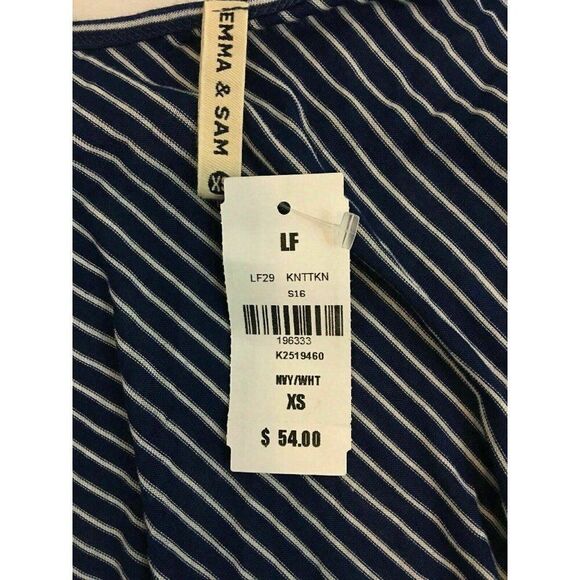 EMMA & SAM
XS
LF
LF29 KNTTKN
S16
196333
K2519460
NVY/WHT
XS
$ 54.00